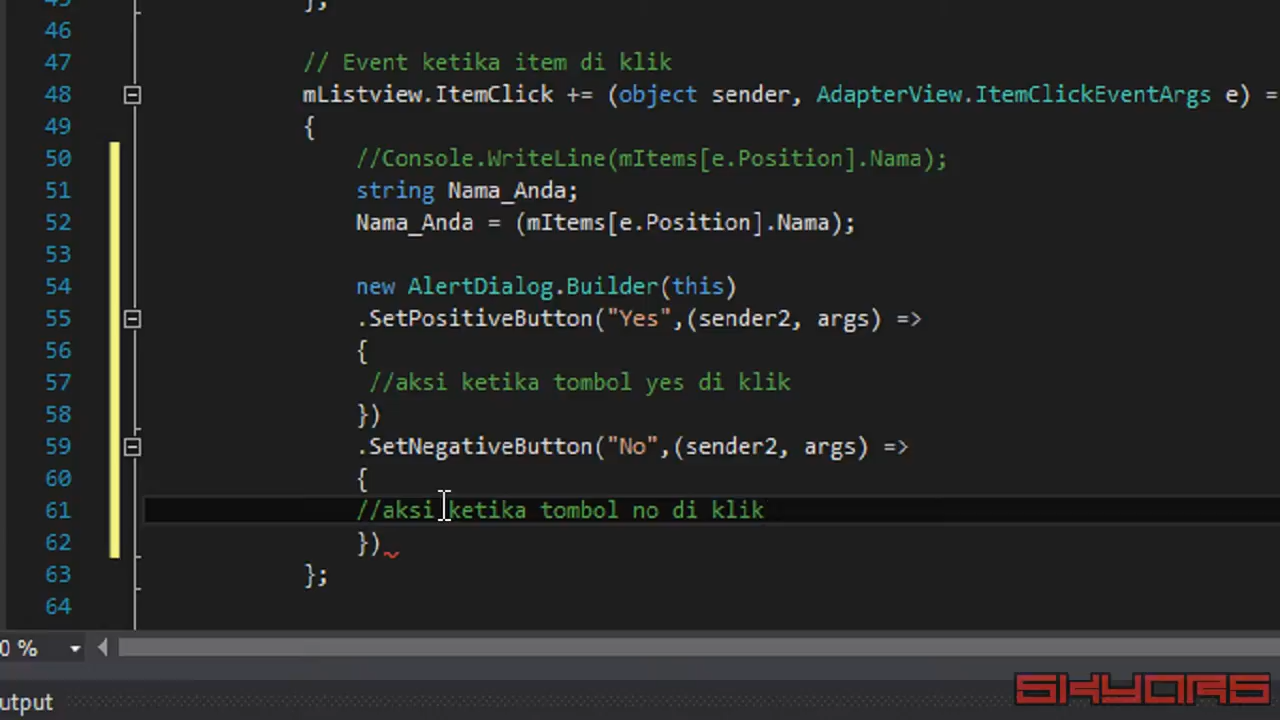 45 };
46
47 // Event ketika item di klik
48 mListview.ItemClick += (object sender, AdapterView.ItemClickEventArgs e) =
49 {
50 //Console.WriteLine(mItems[e.Position].Nama);
51 string Nama_Anda;
52 Nama_Anda = (mItems[e.Position].Nama);
53
54 new AlertDialog.Builder(this)
55 .SetPositiveButton("Yes",(sender2, args) =>
56 {
57 //aksi ketika tombol yes di klik
58 })
59 .SetNegativeButton("No",(sender2, args) =>
60 {
61 //aksi ketika tombol no di klik
62 })
63 };
64
0 %
utput
SKYQRS